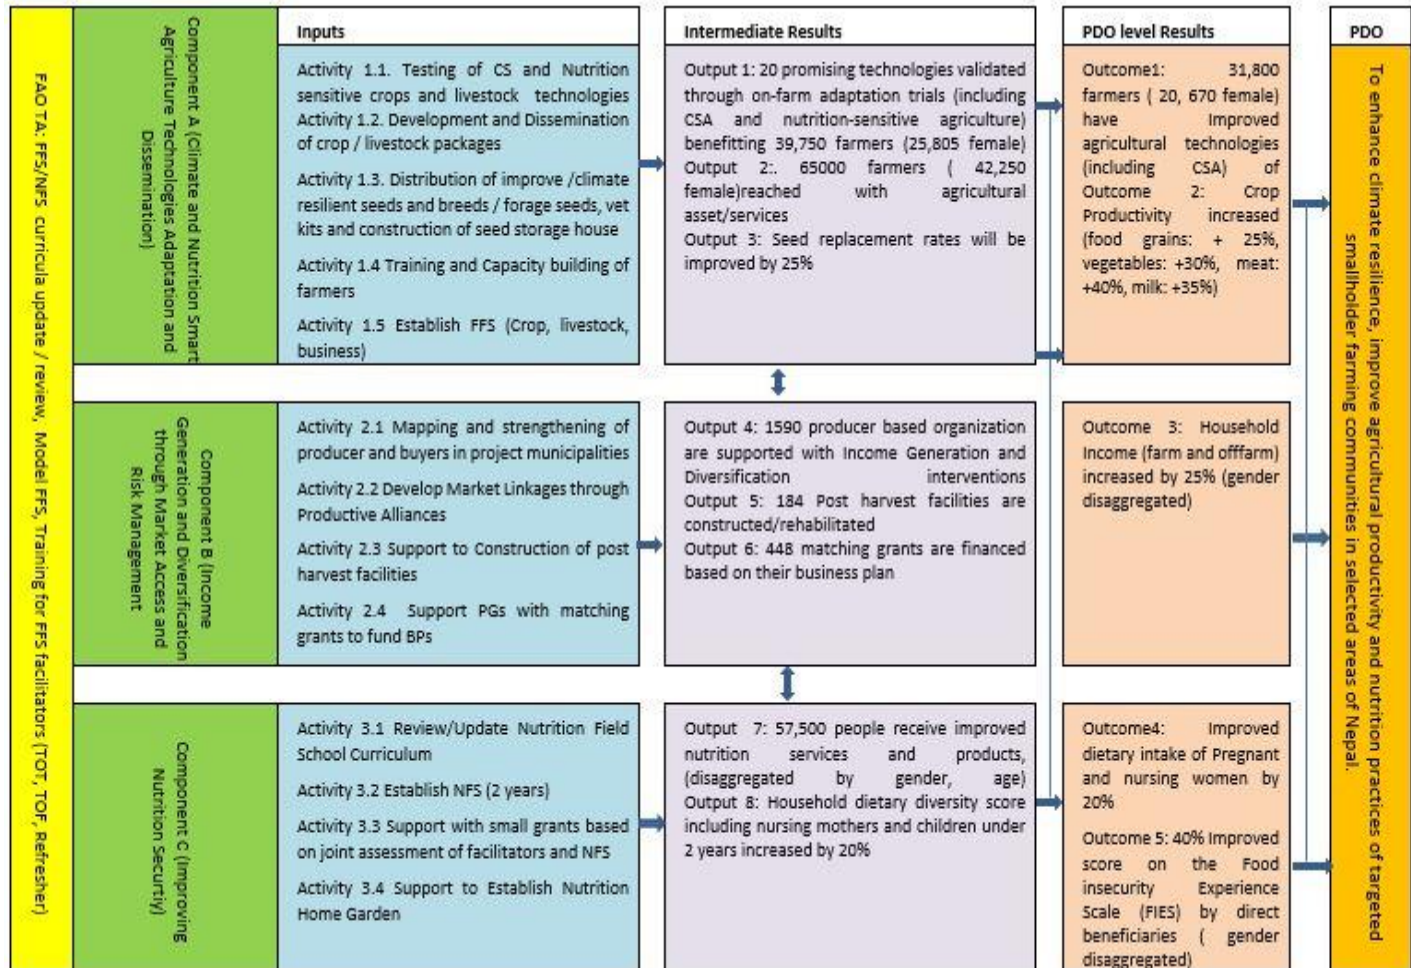 FAO TA: FFS/NFS curricula update / review, Model FFS, Training for FFS facilitators (TOT, TOF, Refresher)
Component A (Climate and Nutrition Smart
Agriculture Technologies Adaptation and
Dissemination)
Inputs
Activity 1.1. Testing of CS and Nutrition
sensitive crops and livestock technologies
Activity 1.2. Development and Dissemination
of crop / livestock packages
Activity 1.3. Distribution of improve /climate
resilient seeds and breeds / forage seeds, vet
kits and construction of seed storage house
Activity 1.4 Training and Capacity building of
farmers
Activity 1.5 Establish FFS (Crop, livestock,
business)
Intermediate Results
Output 1: 20 promising technologies validated
through on-farm adaptation trials (including
CSA and nutrition-sensitive agriculture)
benefitting 39,750 farmers (25,805 female)
Output 2:. 65000 farmers ( 42,250
female)reached with agricultural
asset/services
Output 3: Seed replacement rates will be
improved by 25%
PDO level Results
Outcome1: 31,800
farmers ( 20, 670 female)
have Improved
agricultural technologies
(including CSA) of
Outcome 2: Crop
Productivity increased
(food grains: + 25%,
vegetables: +30%, meat:
+40%, milk: +35%)
PDO
To enhance climate resilience, improve agricultural productivity and nutrition practices of targeted
smallholder farming communities in selected areas of Nepal.
Component B (Income
Generation and Diversification
through Market Access and
Risk Management
Activity 2.1 Mapping and strengthening of
producer and buyers in project municipalities
Activity 2.2 Develop Market Linkages through
Productive Alliances
Activity 2.3 Support to Construction of post
harvest facilities
Activity 2.4 Support PGs with matching
grants to fund BPs
Output 4: 1590 producer based organization
are supported with Income Generation and
Diversification interventions
Output 5: 184 Post harvest facilities are
constructed/rehabilitated
Output 6: 448 matching grants are financed
based on their business plan
Outcome 3: Household
Income (farm and offfarm)
increased by 25% (gender
disaggregated)
Component C (Improving
Nutrition Securtiy)
Activity 3.1 Review/Update Nutrition Field
School Curriculum
Activity 3.2 Establish NFS (2 years)
Activity 3.3 Support with small grants based
on joint assessment of facilitators and NFS
Activity 3.4 Support to Establish Nutrition
Home Garden
Output 7: 57,500 people receive improved
nutrition services and products,
(disaggregated by gender, age)
Output 8: Household dietary diversity score
including nursing mothers and children under
2 years increased by 20%
Outcome4: Improved
dietary intake of Pregnant
and nursing women by
20%
Outcome 5: 40% Improved
score on the Food
insecurity Experience
Scale (FIES) by direct
beneficiaries ( gender
disaggregated)